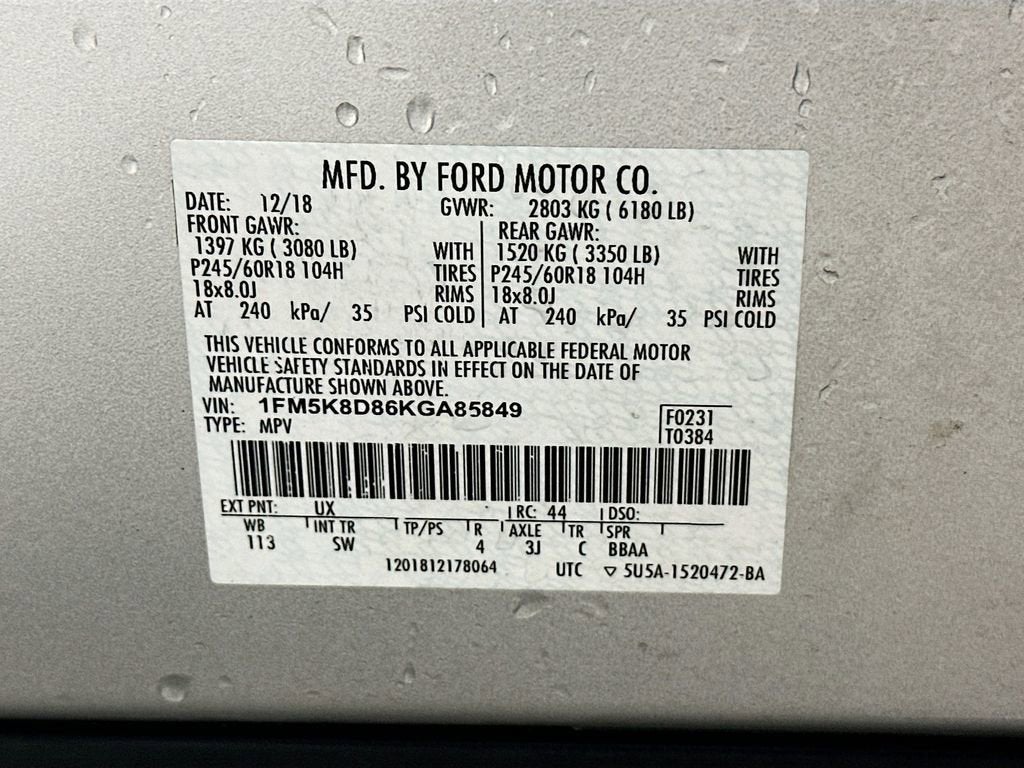 MFD. BY FORD MOTOR CO.
DATE: 12/18 GVWR: 2803 KG ( 6180 LB)
FRONT GAWR: REAR GAWR:
1397 KG ( 3080 LB) WITH 1520 KG ( 3350 LB) WITH
P245/60R18 104H TIRES P245/60R18 104H TIRES
18x8.0J RIMS 18x8.0J RIMS
AT 240 kPa/ 35 PSI COLD AT 240 kPa/ 35 PSI COLD
THIS VEHICLE CONFORMS TO ALL APPLICABLE FEDERAL MOTOR
VEHICLE SAFETY STANDARDS IN EFFECT ON THE DATE OF
MANUFACTURE SHOWN ABOVE.
VIN: 1FM5K8D86KGA85849 F0231
TYPE: MPV T0384
EXT PNT: UX RC: 44 DSO:
WB INT TR TP/PS R AXLE TR SPR
113 SW 4 3J C BBAA
1201812178064 UTC ▽ 5U5A-1520472-BA